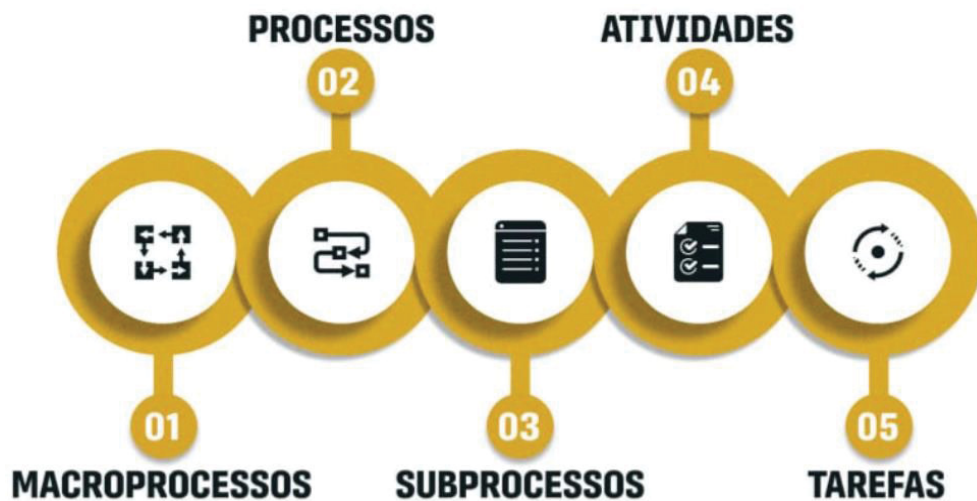 PROCESSOS
ATIVIDADES
02
04
01
03
05
MACROPROCESSOS
SUBPROCESSOS
TAREFAS